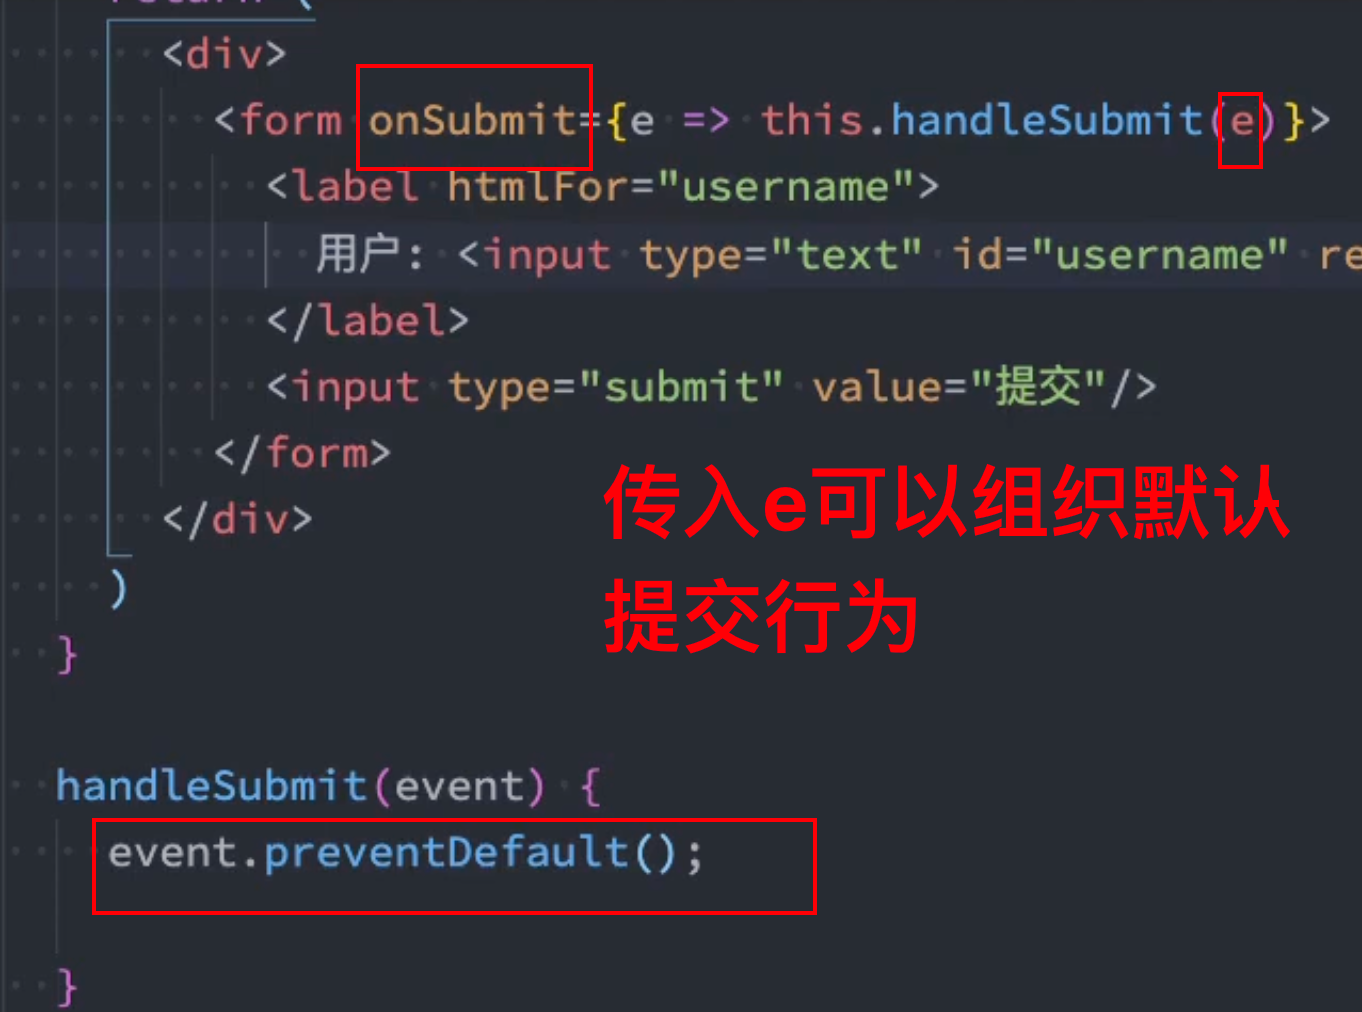 <div>
<form onSubmit={e => this.handleSubmit(e)}>
<label htmlFor="username">
用户: <input type="text" id="username" re
</label>
<input type="submit" value="提交"/>
</form>
</div>
)
}
传入e可以组织默认
提交行为
handleSubmit(event) {
event.preventDefault();
}